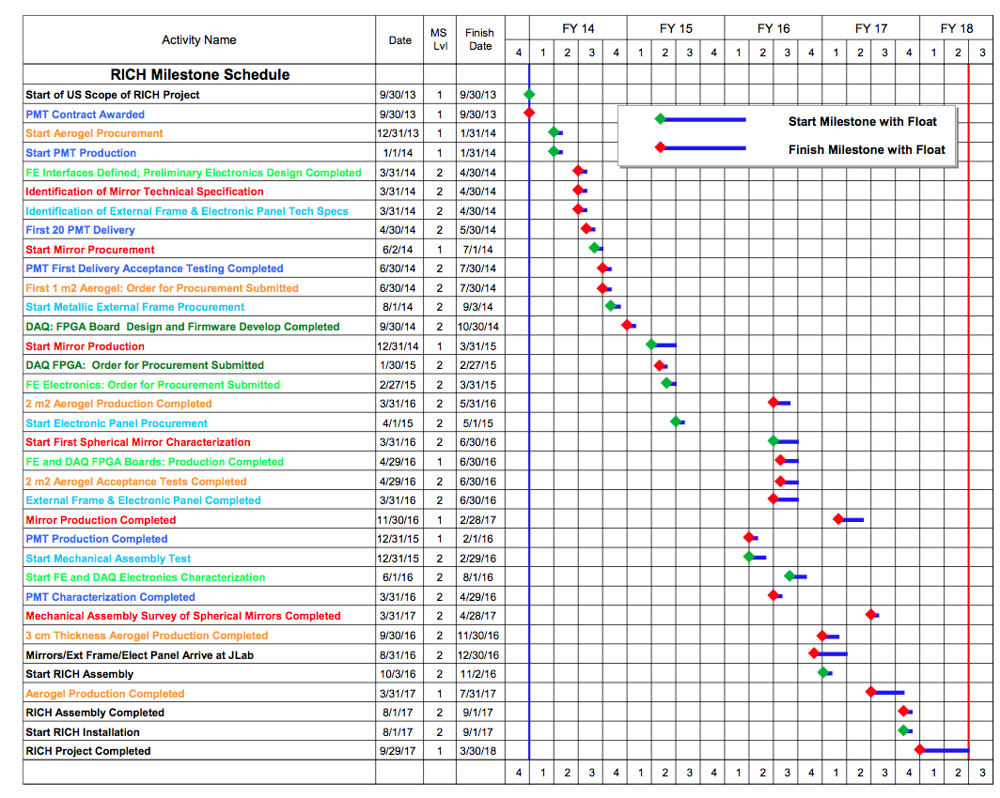 Activity Name Date MS Lvl Finish Date FY 14 FY 15 FY 16 FY 17 FY 18
4 1 2 3 4 1 2 3 4 1 2 3 4 1 2 3 4 1 2 3
RICH Milestone Schedule
Start of US Scope of RICH Project 9/30/13 1 9/30/13
PMT Contract Awarded 9/30/13 1 9/30/13
Start Aerogel Procurement 12/31/13 1 1/31/14
Start PMT Production 1/1/14 1 1/31/14
FE Interfaces Defined; Preliminary Electronics Design Completed 3/31/14 2 4/30/14
Identification of Mirror Technical Specification 3/31/14 2 4/30/14
Identification of External Frame & Electronic Panel Tech Specs 3/31/14 2 4/30/14
First 20 PMT Delivery 4/30/14 2 5/30/14
Start Mirror Procurement 6/2/14 1 7/1/14
PMT First Delivery Acceptance Testing Completed 6/30/14 2 7/30/14
First 1 m2 Aerogel: Order for Procurement Submitted 6/30/14 2 7/30/14
Start Metallic External Frame Procurement 8/1/14 2 9/3/14
DAQ: FPGA Board Design and Firmware Develop Completed 9/30/14 2 10/30/14
Start Mirror Production 12/31/14 1 3/31/15
DAQ FPGA: Order for Procurement Submitted 1/30/15 2 2/27/15
FE Electronics: Order for Procurement Submitted 2/27/15 2 3/31/15
2 m2 Aerogel Production Completed 3/31/16 2 5/31/16
Start Electronic Panel Procurement 4/1/15 2 5/1/15
Start First Spherical Mirror Characterization 3/31/16 2 6/30/16
FE and DAQ FPGA Boards: Production Completed 4/29/16 1 6/30/16
2 m2 Aerogel Acceptance Tests Completed 4/29/16 2 6/30/16
External Frame & Electronic Panel Completed 3/31/16 2 6/30/16
Mirror Production Completed 11/30/16 1 2/28/17
PMT Production Completed 12/31/15 1 2/1/16
Start Mechanical Assembly Test 12/31/15 2 2/29/16
Start FE and DAQ Electronics Characterization 6/1/16 2 8/1/16
PMT Characterization Completed 3/31/16 2 4/29/16
Mechanical Assembly Survey of Spherical Mirrors Completed 3/31/17 2 4/28/17
3 cm Thickness Aerogel Production Completed 9/30/16 2 11/30/16
Mirrors/Ext Frame/Elect Panel Arrive at JLab 8/31/16 2 12/30/16
Start RICH Assembly 10/3/16 2 11/2/16
Aerogel Production Completed 3/31/17 1 7/31/17
RICH Assembly Completed 8/1/17 2 9/1/17
Start RICH Installation 8/1/17 2 9/1/17
RICH Project Completed 9/29/17 1 3/30/18
4 1 2 3 4 1 2 3 4 1 2 3 4 1 2 3 4 1 2 3
Start Milestone with Float
Finish Milestone with Float